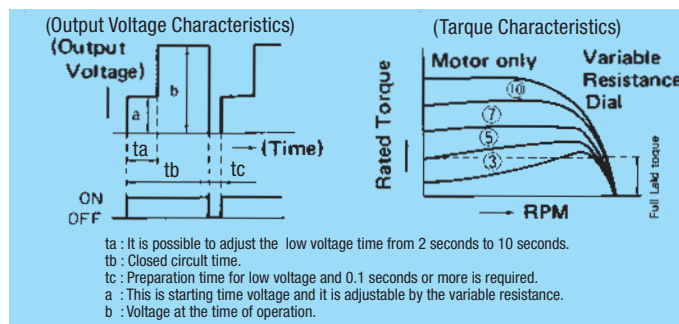 (Output Voltage Characteristics)
(Output
Voltage)
a
b
ta
(Time)
tb
tc
ON
OFF
(Tarque Characteristics)
Motor only
Variable
Resistance
Dial
10
7
5
3
Rated Torque
RPM
Full Lald toque
ta : It is possible to adjust the low voltage time from 2 seconds to 10 seconds.
tb : Closed circult time.
tc : Preparation time for low voltage and 0.1 seconds or more is required.
a : This is starting time voltage and it is adjustable by the variable resistance.
b : Voltage at the time of operation.